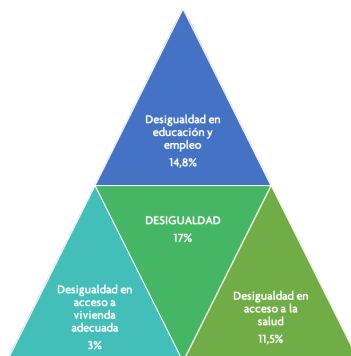 Desigualdad en
educación y
empleo
14,8%
DESIGUALDAD
17%
Desigualdad en
acceso a
vivienda
adecuada
3%
Desigualdad en
acceso a la
salud
11,5%